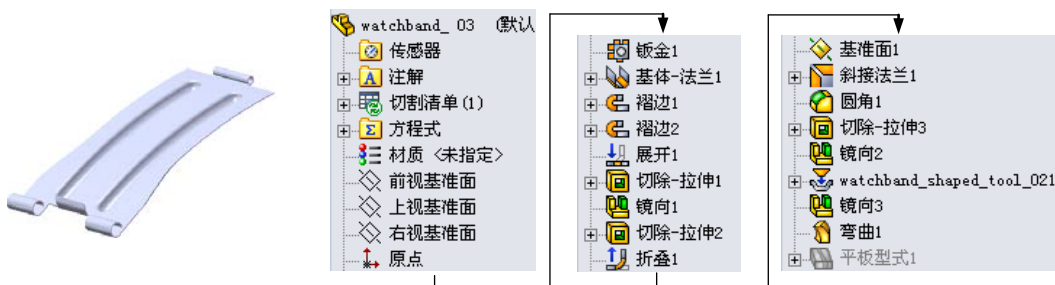 watchband_ 03 (默认
传感器
注解
切割清单(1)
方程式
材质 <未指定>
前视基准面
上视基准面
右视基准面
原点
钣金1
基体-法兰1
褶边1
褶边2
展开1
切除-拉伸1
镜向1
切除-拉伸2
折叠1
基准面1
斜接法兰1
圆角1
切除-拉伸3
镜向2
watchband_shaped_tool_021
镜向3
弯曲1
平板型式1